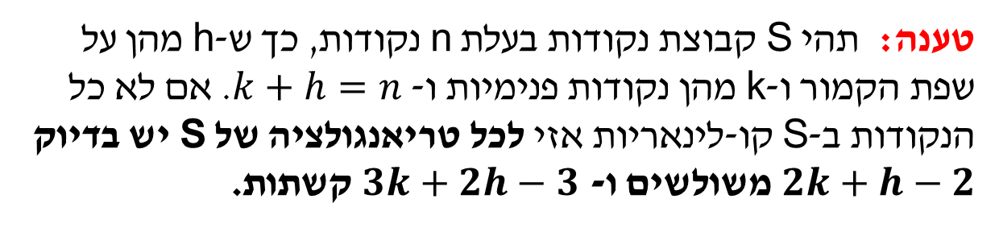 טענה: תהי S קבוצת נקודות בעלת n נקודות, כך ש-h מהן על
שפת הקמור ו-k מהן נקודות פנימיות ו- k + h = n. אם לא כל
הנקודות ב-S קו-לינאריות אזי לכל טריאנגולציה של S יש בדיוק
2k + h − 2 משולשים ו- 3k + 2h − 3 קשתות.